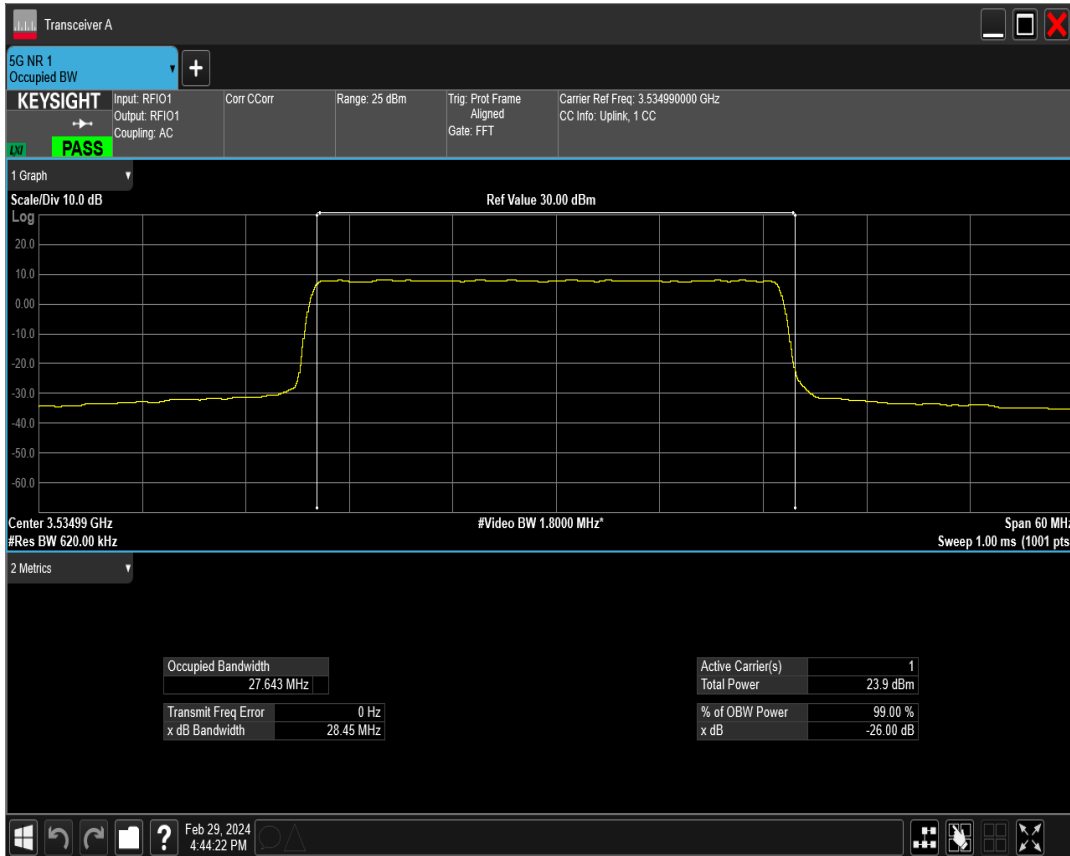 Transceiver A
5G NR 1
Occupied BW
KEYSIGHT
LXI
PASS
Input: RFIO1
Output: RFIO1
Coupling: AC
Corr CCorr
Range: 25 dBm
Trig: Prot Frame
Aligned
Gate: FFT
Carrier Ref Freq: 3.534990000 GHz
CC Info: Uplink, 1 CC
1 Graph
Scale/Div 10.0 dB
Ref Value 30.00 dBm
Log
20.0
10.0
0.00
-10.0
-20.0
-30.0
-40.0
-50.0
-60.0
Center 3.53499 GHz
#Video BW 1.8000 MHz*
Span 60 MHz
#Res BW 620.00 kHz
Sweep 1.00 ms (1001 pts
2 Metrics
Occupied Bandwidth
27.643 MHz
Transmit Freq Error 0 Hz
x dB Bandwidth 28.45 MHz
Active Carrier(s) 1
Total Power 23.9 dBm
% of OBW Power 99.00 %
x dB -26.00 dB
Feb 29, 2024
4:44:22 PM